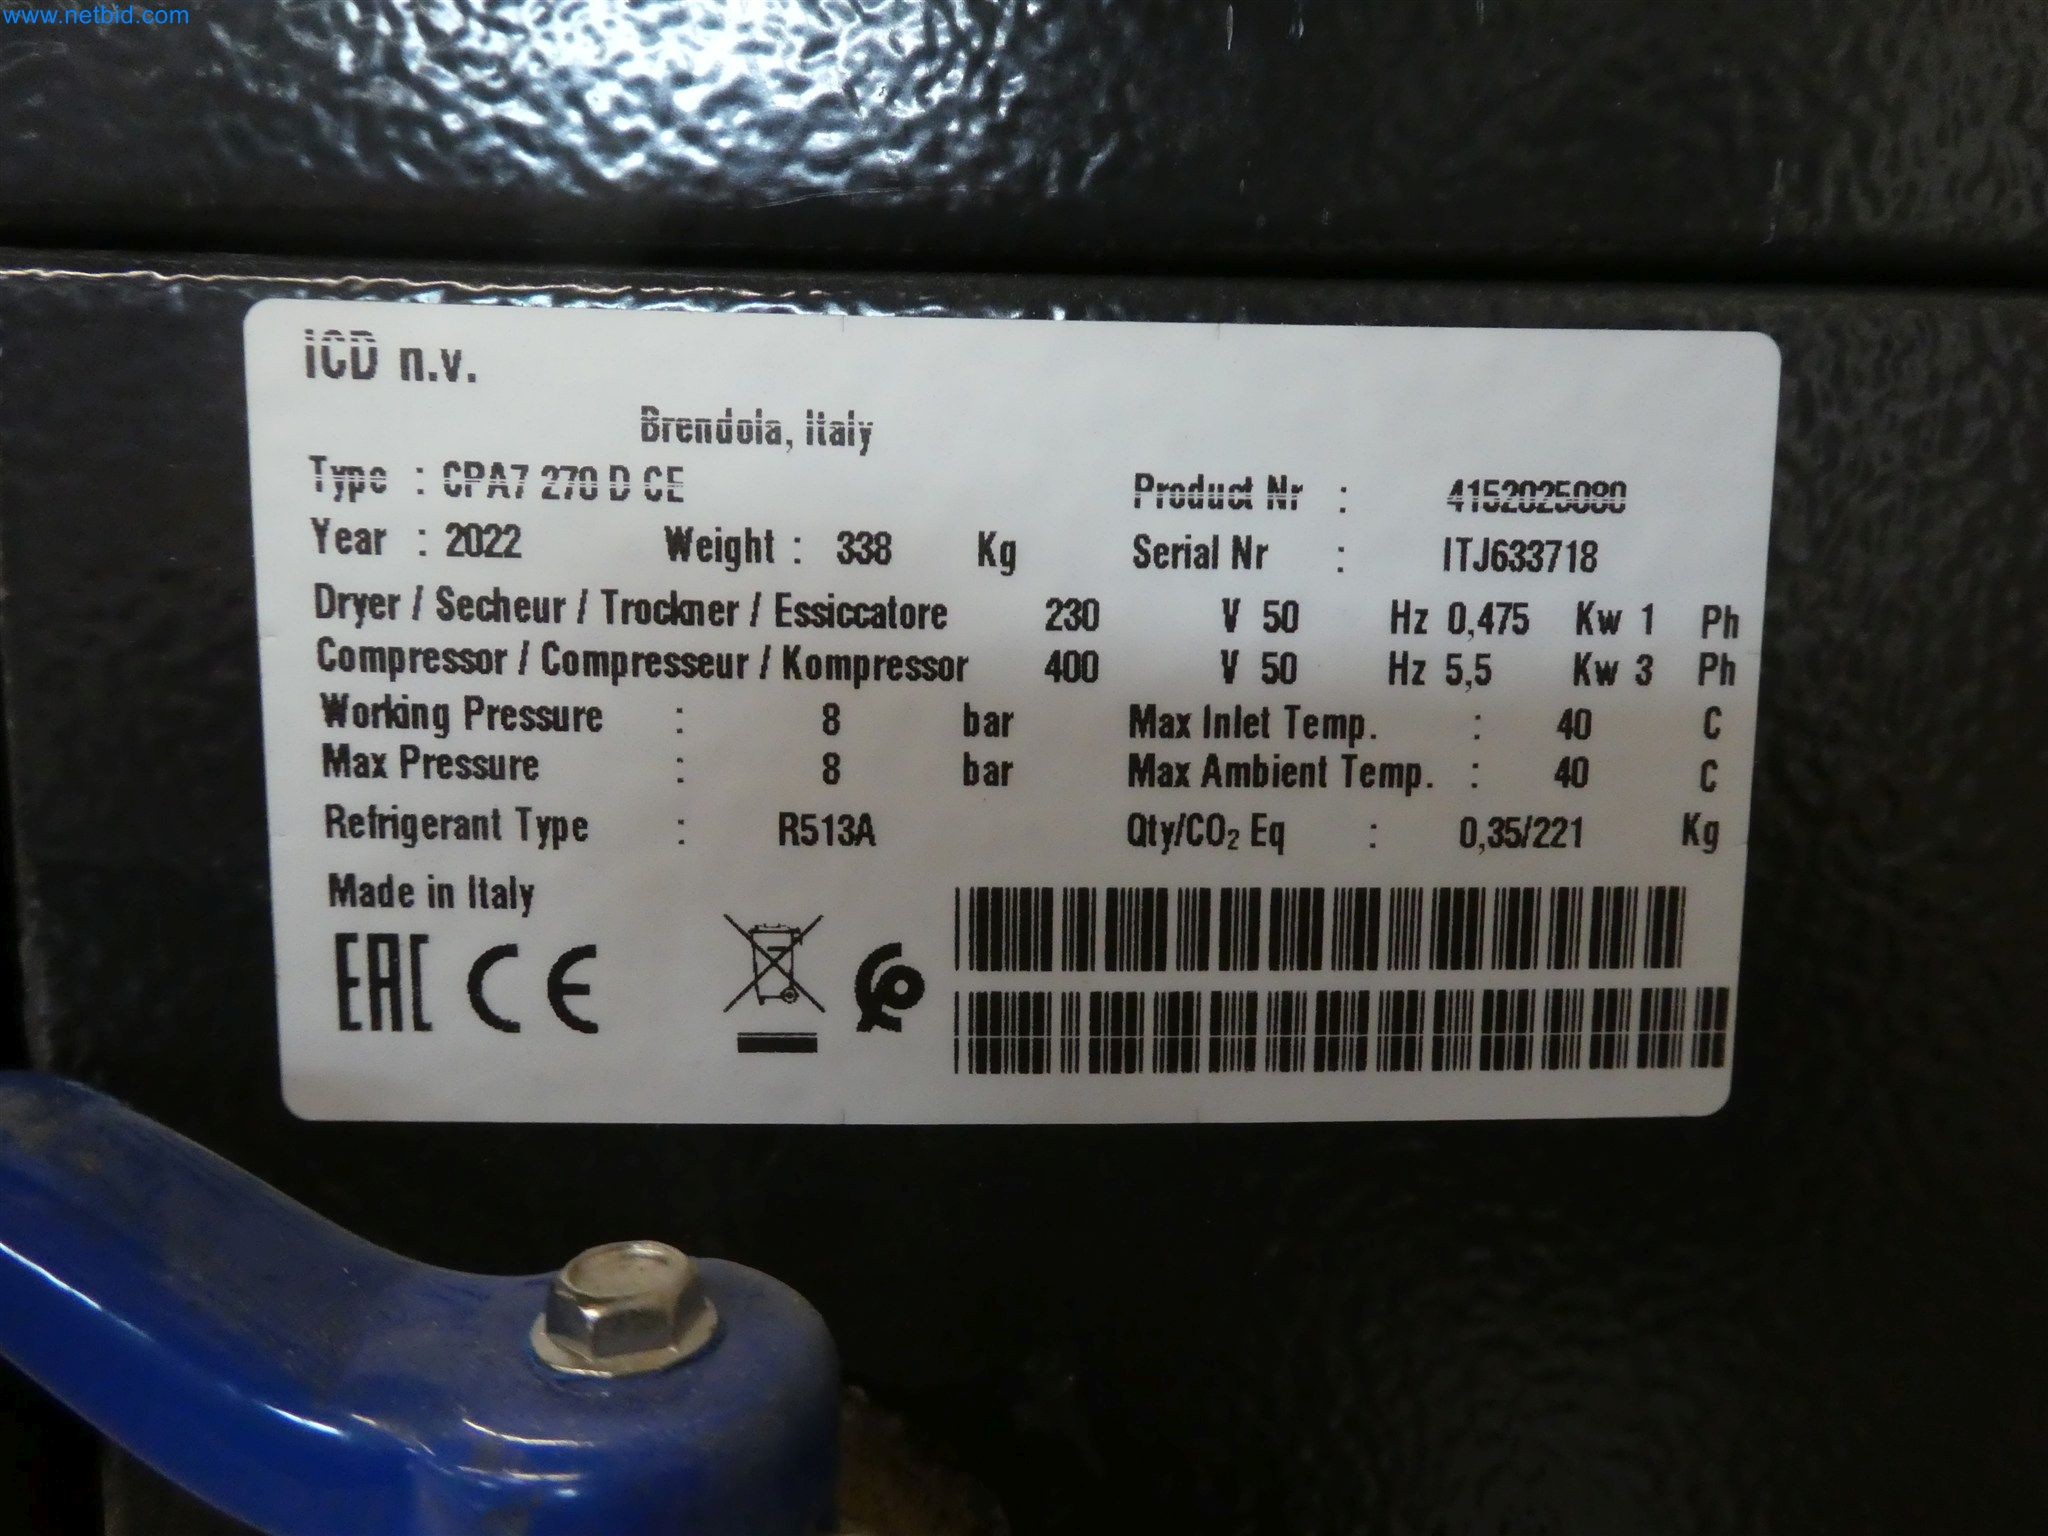 www.netbid.com
ICD n.v.
Brendola, Italy
Type : CPA7 270 D CE
Product Nr : 4152025080
Year : 2022 Weight : 338 Kg
Serial Nr : ITJ633718
Dryer / Secheur / Trockner / Essiccatore 230 V 50 Hz 0,475 Kw 1 Ph
Compressor / Compresseur / Kompressor 400 V 50 Hz 5,5 Kw 3 Ph
Working Pressure : 8 bar Max Inlet Temp. : 40 C
Max Pressure : 8 bar Max Ambient Temp. : 40 C
Refrigerant Type : R513A Qty/CO₂ Eq : 0,35/221 Kg
Made in Italy
EAC CE